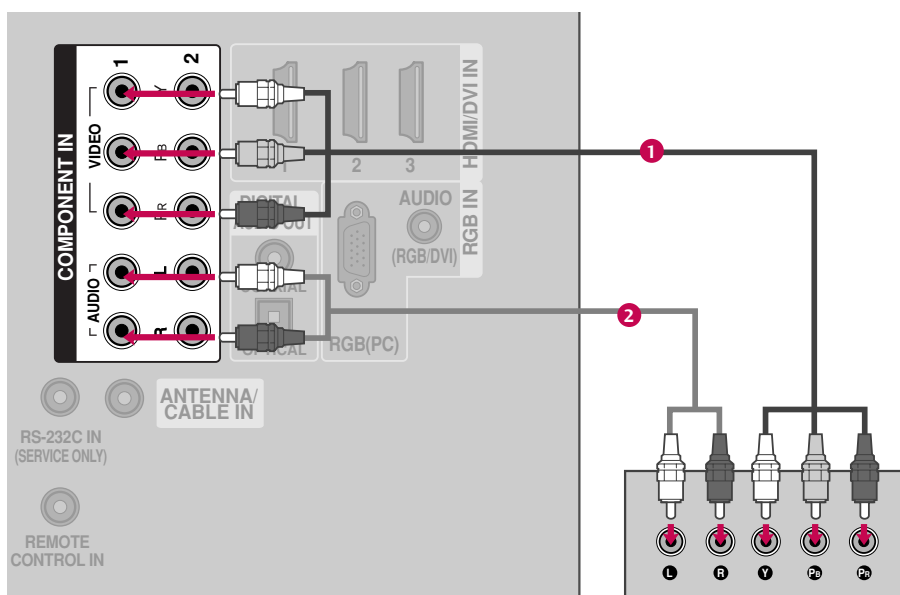 COMPONENT IN
1
2
VIDEO
Y
PB
PR
AUDIO
L
R
1
2
3
HDMI/DVI IN
RGB IN
DIGITAL
AUDIO OUT
COAXIAL
OPTICAL
AUDIO
(RGB/DVI)
RGB(PC)
ANTENNA/
CABLE IN
RS-232C IN
(SERVICE ONLY)
REMOTE
CONTROL IN
1
2
L
R
Y
PB
PR